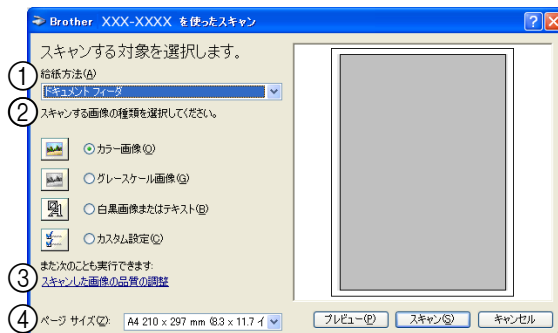 Brother XXX-XXXX を使ったスキャン
スキャンする対象を選択します。
① 給紙方法(A)
ドキュメント フィーダ
② スキャンする画像の種類を選択してください。
カラー画像(O)
グレースケール画像(G)
白黒画像またはテキスト(B)
カスタム設定(C)
また次のことも実行できます:
③ スキャンした画像の品質の調整
④ ページ サイズ(Z): A4 210 x 297 mm (8.3 x 11.7 イ
プレビュー(P) スキャン(S) キャンセル